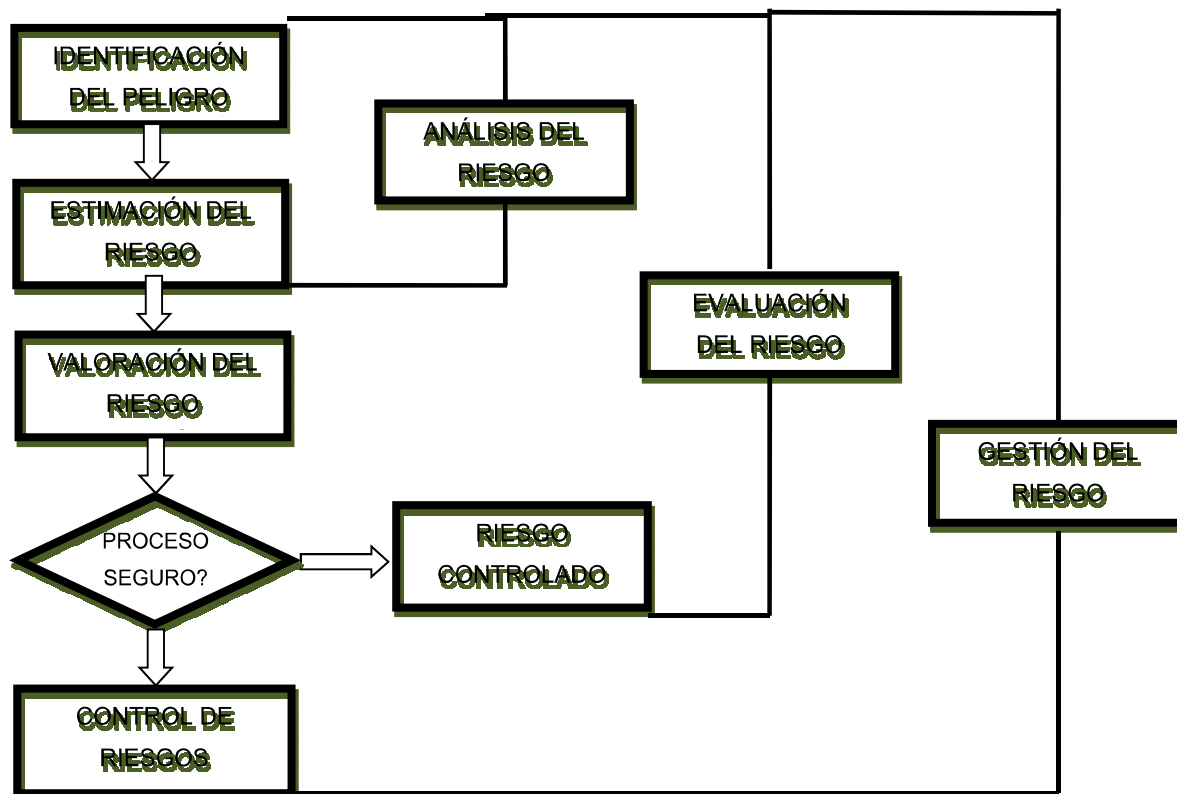 IDENTIFICACIÓN
DEL PELIGRO
ANÁLISIS DEL
RIESGO
ESTIMACIÓN DEL
RIESGO
EVALUACIÓN
DEL RIESGO
VALORACIÓN DEL
RIESGO
GESTIÓN DEL
RIESGO
PROCESO
SEGURO?
RIESGO
CONTROLADO
CONTROL DE
RIESGOS